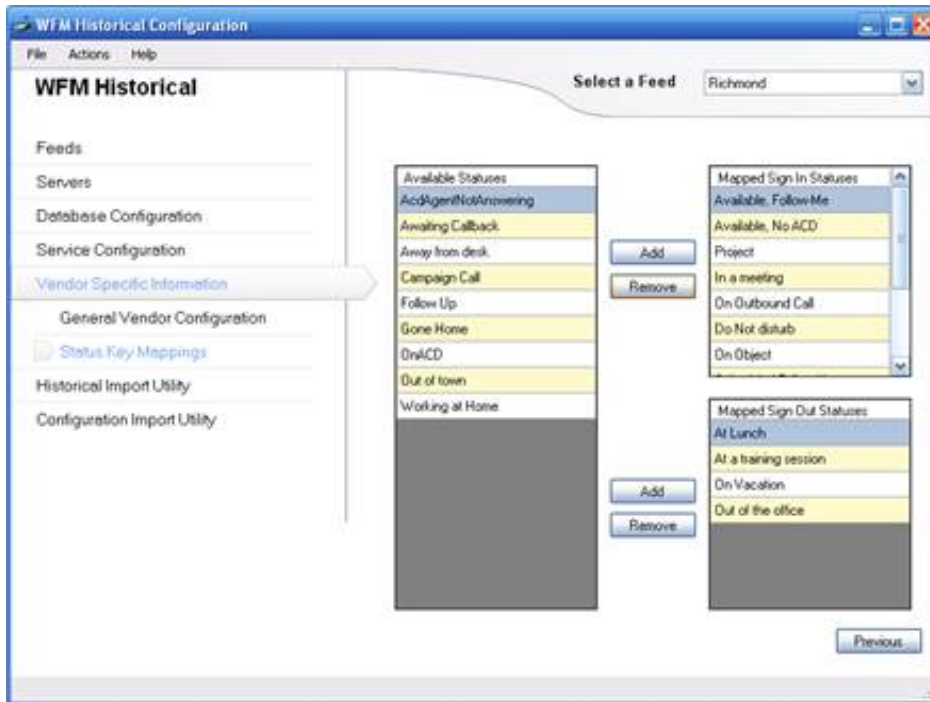 WFM Historical Configuration
File Actions Help
WFM Historical
Select a Feed Richmond
Feeds
Servers
Database Configuration
Service Configuration
Vendor Specific Information
General Vendor Configuration
Status Key Mappings
Historical Import Utility
Configuration Import Utility
Available Statuses
AcdAgentNotAnswering
Awaiting Callback
Away from desk
Campaign Call
Follow Up
Gone Home
OnACD
Out of town
Working at Home
Add
Remove
Mapped Sign In Statuses
Available, Follow-Me
Available, No ACD
Project
In a meeting
On Outbound Call
Do Not disturb
On Object
Add
Remove
Mapped Sign Out Statuses
At Lunch
At a training session
On Vacation
Out of the office
Previous